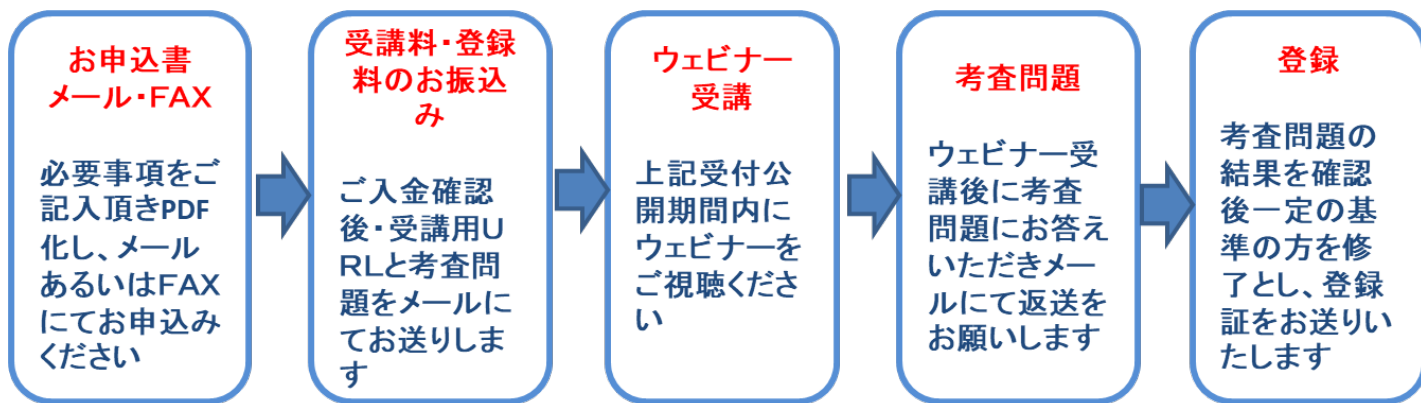 お申込書
メール・FAX
必要事項をご
記入頂きPDF
化し、メール
あるいはFAX
にてお申込み
ください
受講料・登録
料のお振込
み
ご入金確認
後・受講用U
RLと考査問
題をメールに
てお送りしま
す
ウェビナー
受講
上記受付公
開期間内に
ウェビナーを
ご視聴くださ
い
考査問題
ウェビナー受
講後に考査
問題にお答え
いただきメー
ルにて返送を
お願いします
登録
考査問題の
結果を確認
後一定の基
準の方を修
了とし、登録
証をお送りい
たします